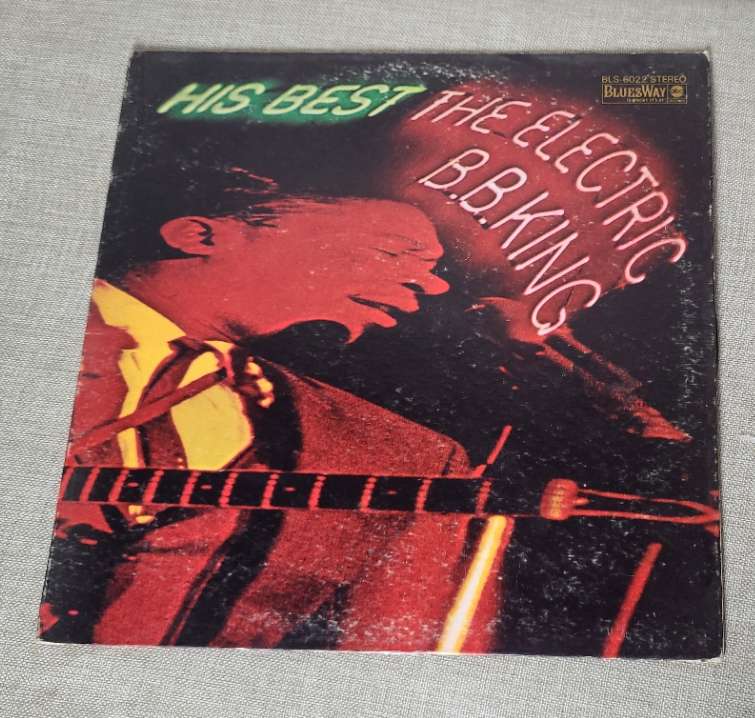 HIS BEST
THE ELECTRIC
B.B. KING
BLS-6022 STEREO
BLUESWAY